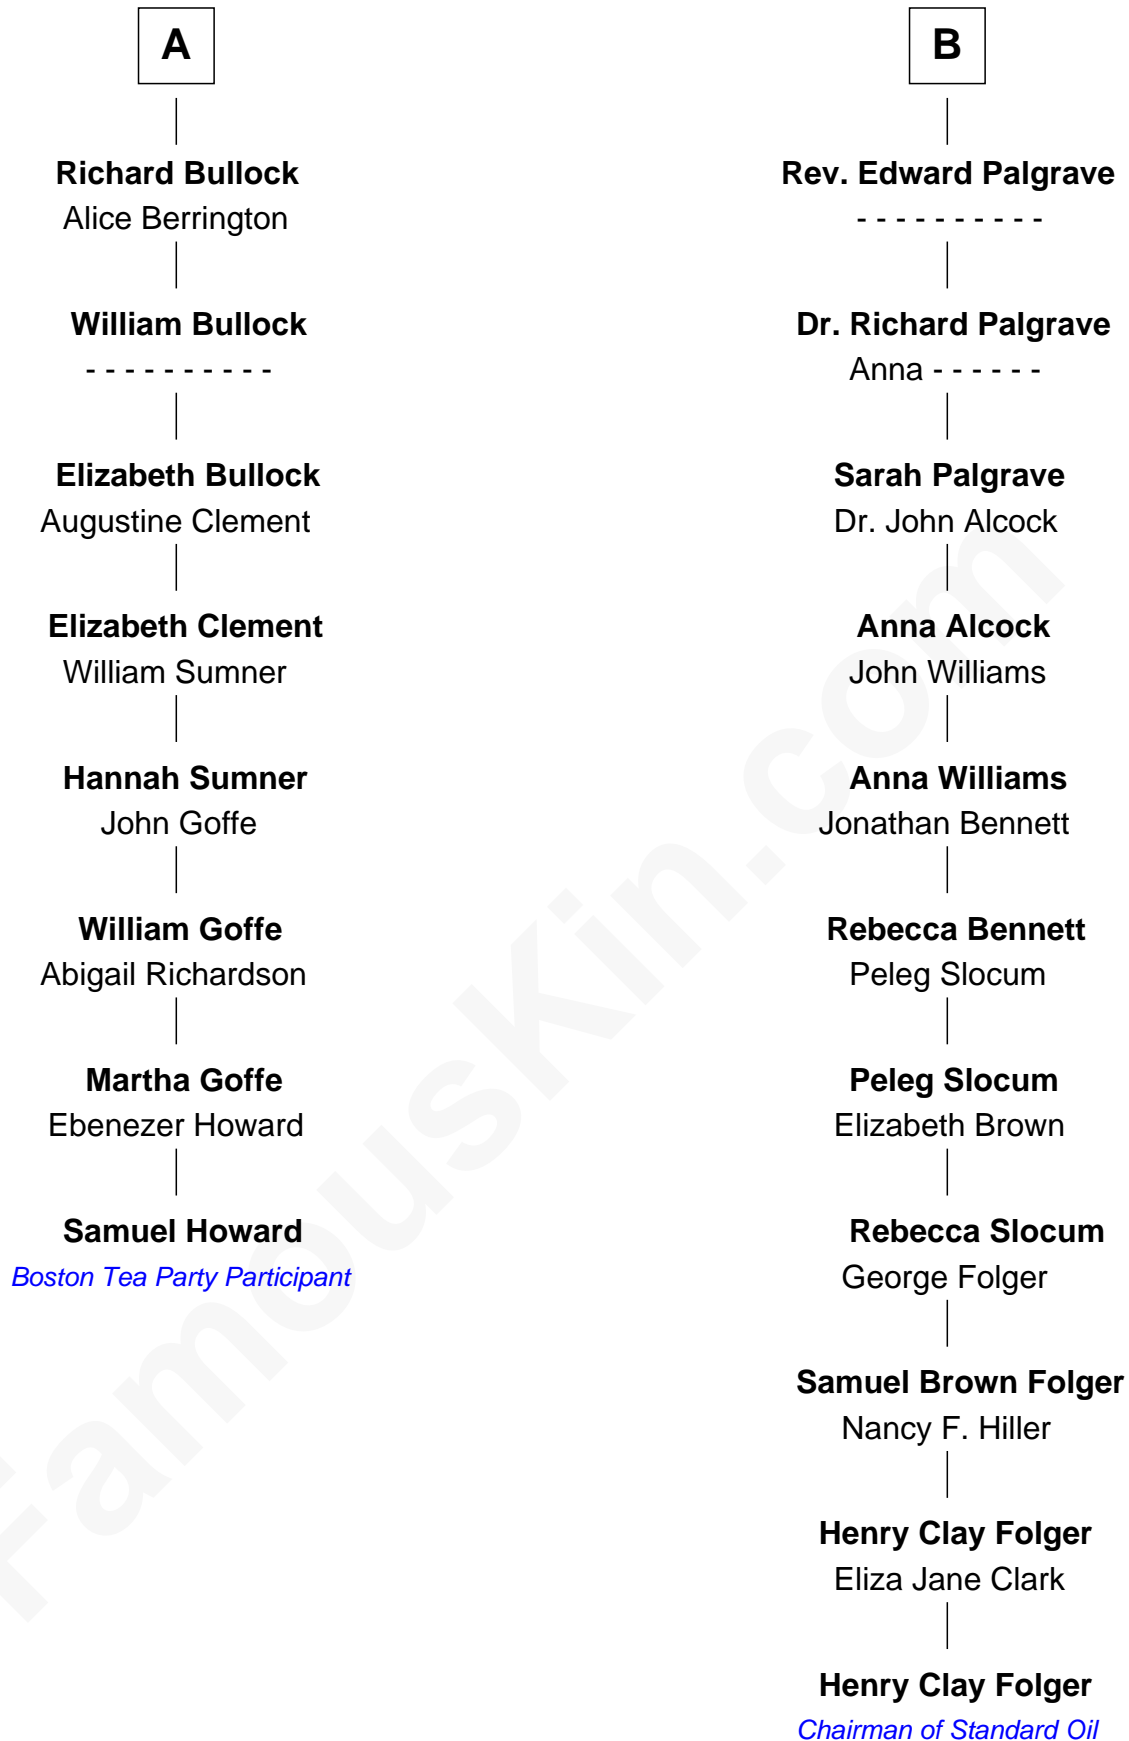 A
Richard Bullock
Alice Berrington
William Bullock
- - - - - - - - - -
Elizabeth Bullock
Augustine Clement
Elizabeth Clement
William Sumner
Hannah Sumner
John Goffe
William Goffe
Abigail Richardson
Martha Goffe
Ebenezer Howard
Samuel Howard
Boston Tea Party Participant
B
Rev. Edward Palgrave
- - - - - - - - - -
Dr. Richard Palgrave
Anna - - - - - -
Sarah Palgrave
Dr. John Alcock
Anna Alcock
John Williams
Anna Williams
Jonathan Bennett
Rebecca Bennett
Peleg Slocum
Peleg Slocum
Elizabeth Brown
Rebecca Slocum
George Folger
Samuel Brown Folger
Nancy F. Hiller
Henry Clay Folger
Eliza Jane Clark
Henry Clay Folger
Chairman of Standard Oil
FamousKin.com